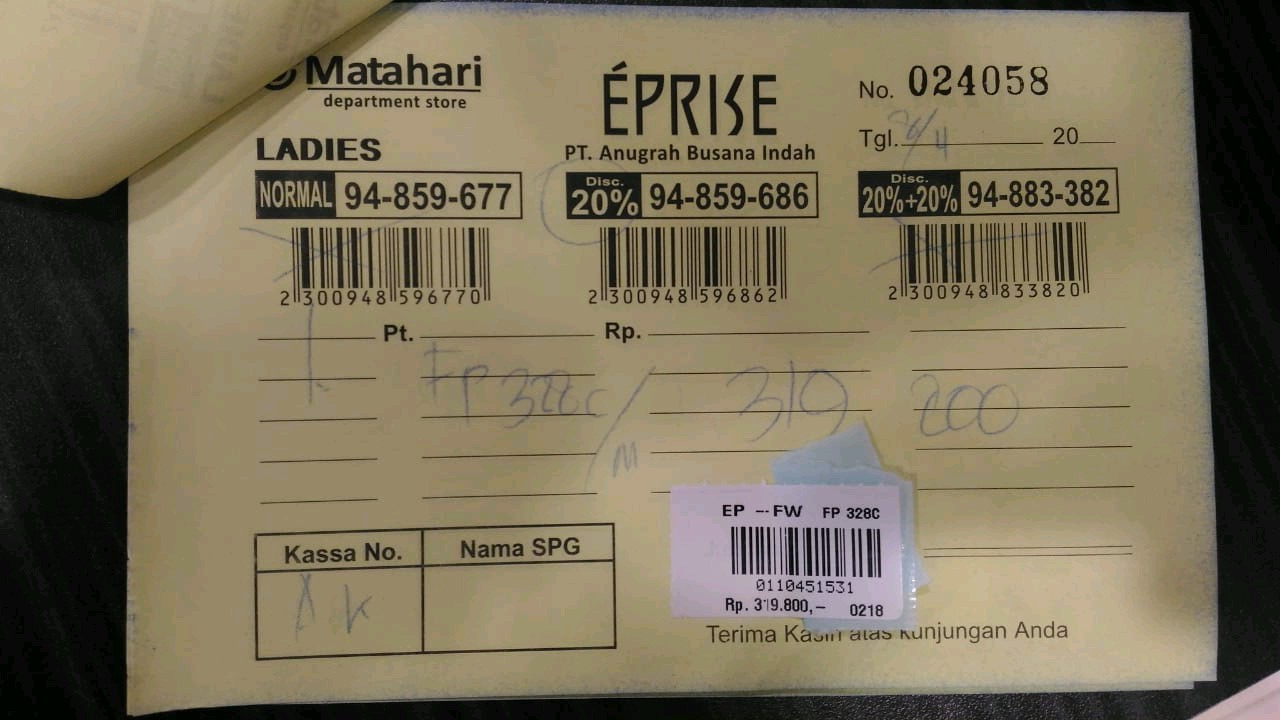 Matahari
department store
ÉPRISE
PT. Anugrah Busana Indah
No. 024058
Tgl. 20
LADIES
NORMAL 94-859-677
Disc. 20% 94-859-686
Disc. 20%+20% 94-883-382
2 300948 596770
2 300948 596862
2 300948 833820
Pt. Rp.
FP 328C / 319 800
M
EP -- FW FP 328C
0110451531
Rp. 319.800,- 0218
Kassa No. Nama SPG
Terima Kasih atas kunjungan Anda